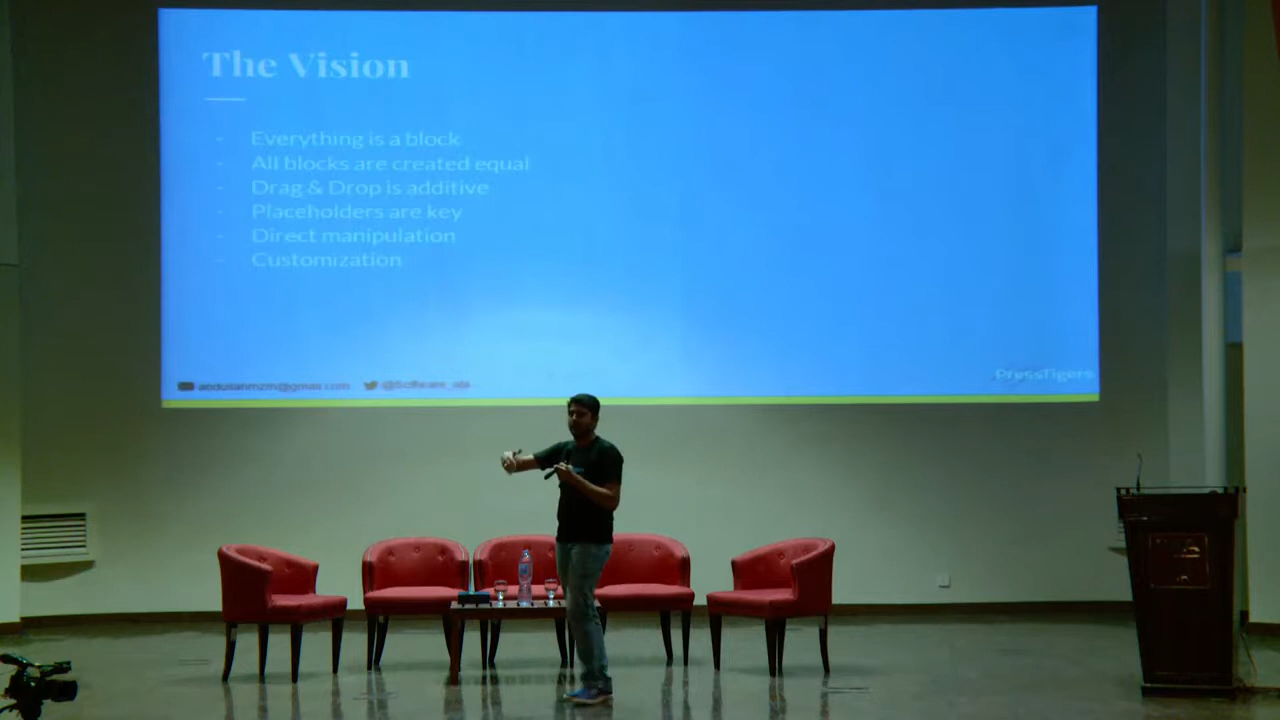 The Vision
- Everything is a block
- All blocks are created equal
- Drag & Drop is additive
- Placeholders are key
- Direct manipulation
- Customization
PressTigers